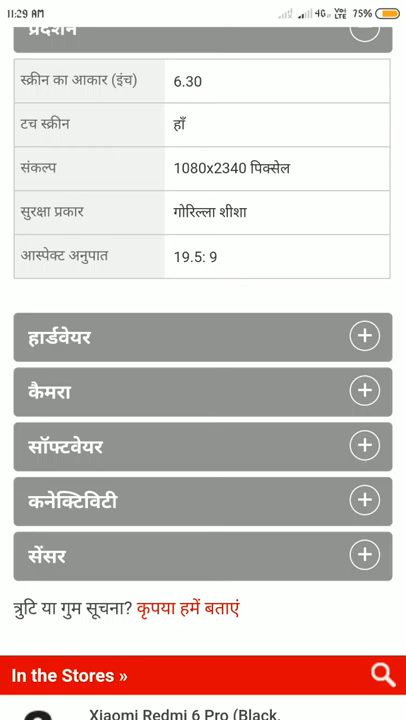 11:29 AM 4G Vo) LTE 75%
प्रदर्शन
स्क्रीन का आकार (इंच) 6.30
टच स्क्रीन हाँ
संकल्प 1080x2340 पिक्सेल
सुरक्षा प्रकार गोरिल्ला शीशा
आस्पेक्ट अनुपात 19.5: 9
हार्डवेयर
कैमरा
सॉफ्टवेयर
कनेक्टिविटी
सेंसर
त्रुटि या गुम सूचना? कृपया हमें बताएं
In the Stores »
Xiaomi Redmi 6 Pro (Black,